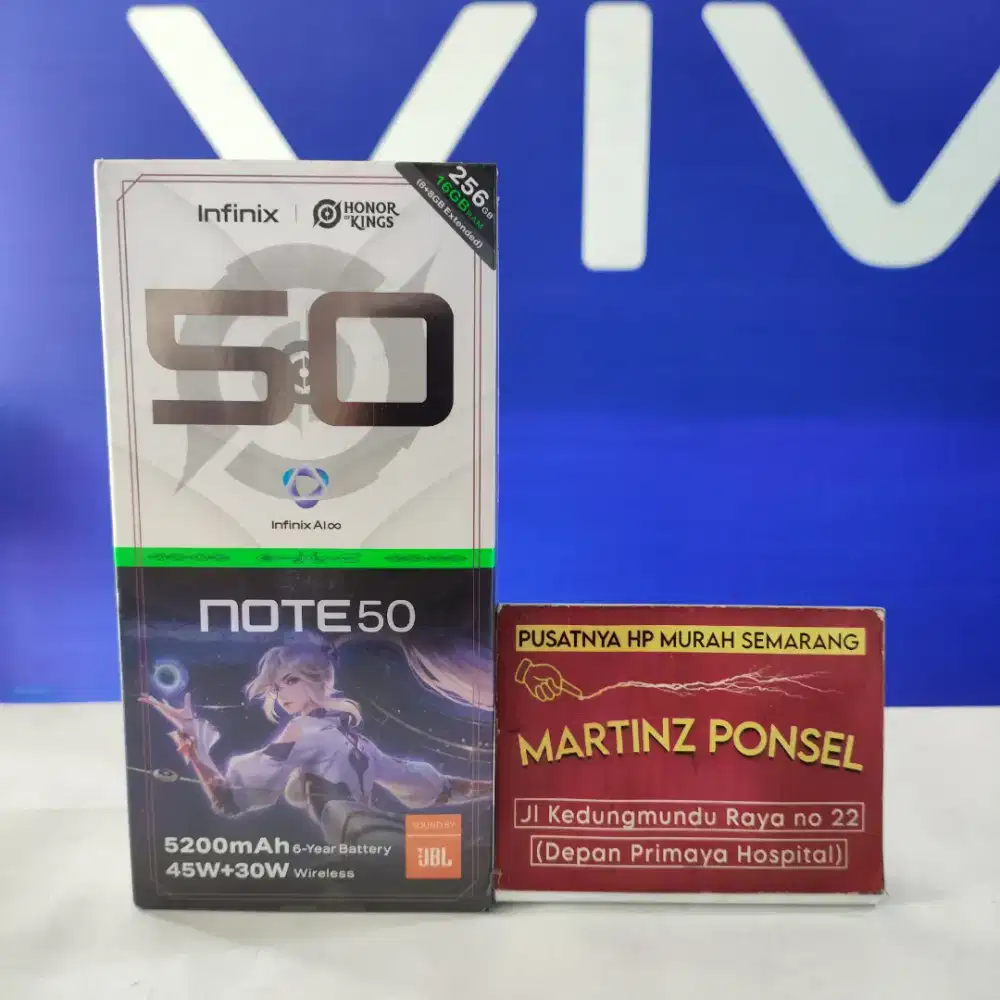 VIV
Infinix
HONOR
OF
KINGS
256GB
16GB RAM
(8+8GB Extended)
50
Infinix AI∞
NOTE 50
5200mAh 6-Year Battery
45W+30W Wireless
SOUND BY
JBL
PUSATNYA HP MURAH SEMARANG
MARTINZ PONSEL
Jl Kedungmundu Raya no 22
(Depan Primaya Hospital)